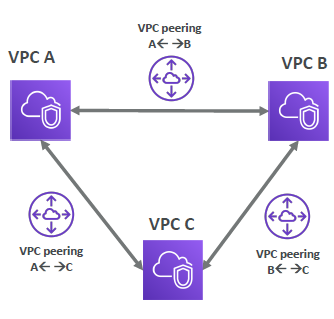 VPC peering
A← →B
VPC A
VPC B
VPC C
VPC peering
A← →C
VPC peering
B← →C